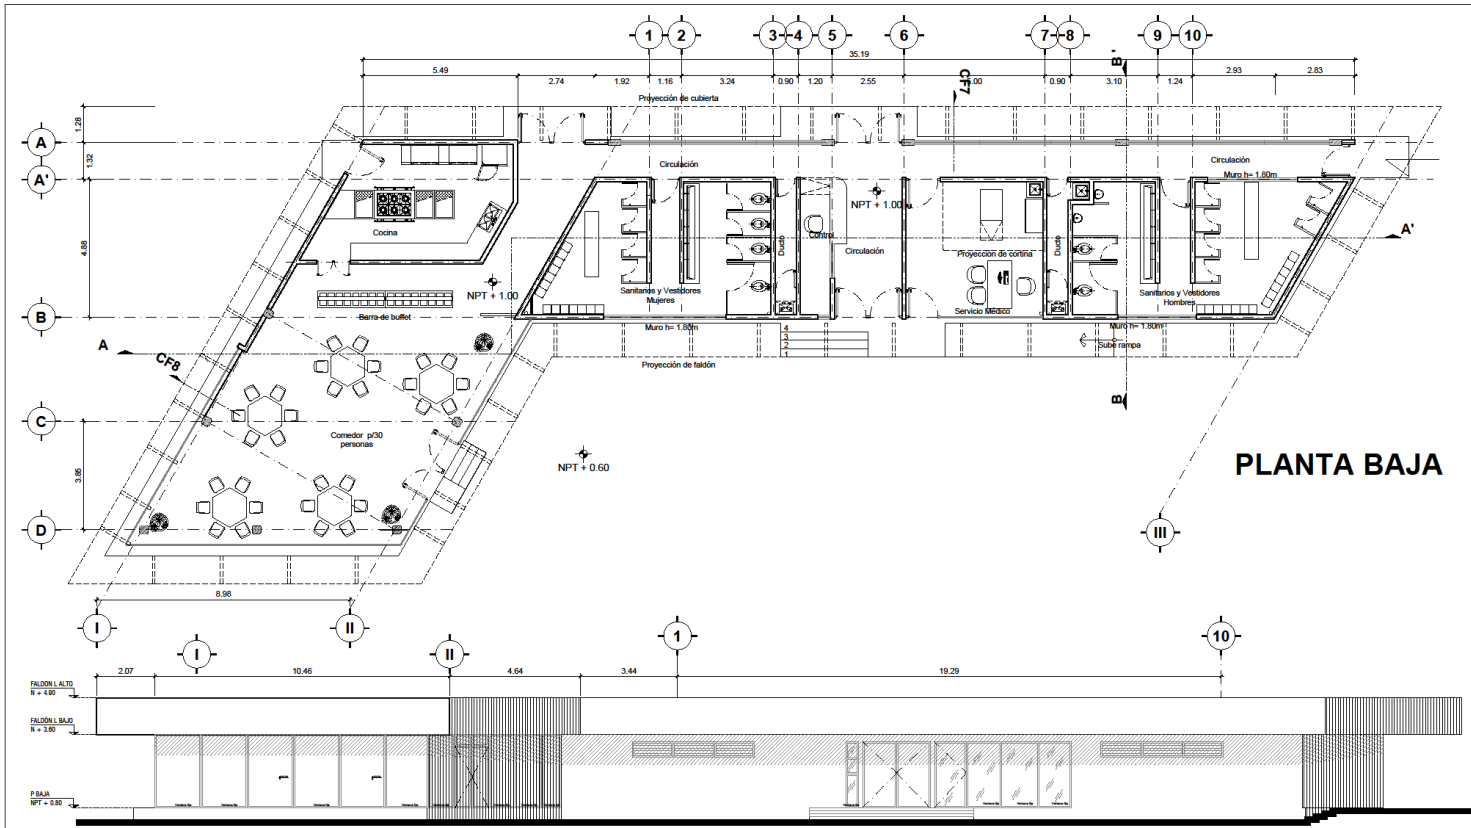 1 2 3 4 5 6 7 8 9 10
B '
35.19
5.49
2.74 1.92 1.16 3.24 0.90 1.20 2.55 0.90 3.10 1.24 2.93 2.83
CF7
Proyección de cubierta
1.28
A
1.32
Circulación
Circulación
A'
Muro h= 1.80m
NPT + 1.00
Cocina
Control
4.88
Ducto
Circulación
Ducto
A'
Proyección de cortina
Sanitarios y Vestidores
Mujeres
Sanitarios y Vestidores
Hombres
NPT + 1.00
Barra de buffet
Servicio Médico
B
Muro h= 1.80m
4
3
2
1
Muro h= 1.80m
Sube rampa
A
CF8
Proyección de faldón
B
C
Comedor p/30
personas
NPT + 0.60
PLANTA BAJA
3.85
D
III
8.98
I II
I II 1 10
2.07 10.46 4.64 3.44 19.29
FALDON L ALTO
N + 4.90
FALDÓN L BAJO
N + 3.60
P BAJA
NPT + 0.80